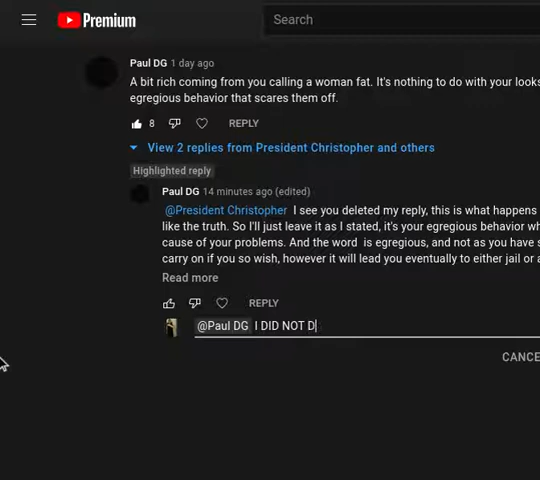 Premium
Search
Paul DG 1 day ago
A bit rich coming from you calling a woman fat. It's nothing to do with your looks
egregious behavior that scares them off.
8 REPLY
View 2 replies from President Christopher and others
Highlighted reply
Paul DG 14 minutes ago (edited)
@President Christopher I see you deleted my reply, this is what happens
like the truth. So I'll just leave it as I stated, it's your egregious behavior wh
cause of your problems. And the word is egregious, and not as you have s
carry on if you so wish, however it will lead you eventually to either jail or a
Read more
REPLY
@Paul DG I DID NOT D
CANCE